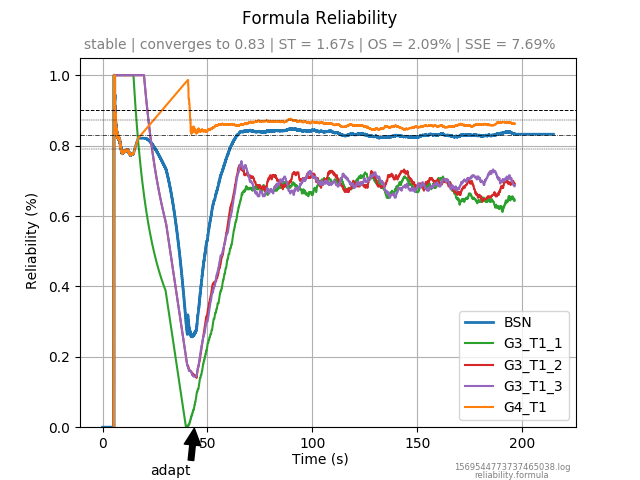 Formula Reliability
stable | converges to 0.83 | ST = 1.67s | OS = 2.09% | SSE = 7.69%
Reliability (%)
1.0
0.8
0.6
0.4
0.2
0.0
0
50
100
150
200
BSN
G3_T1_1
G3_T1_2
G3_T1_3
G4_T1
adapt
Time (s)
1569544773737465038.log
reliability.formula